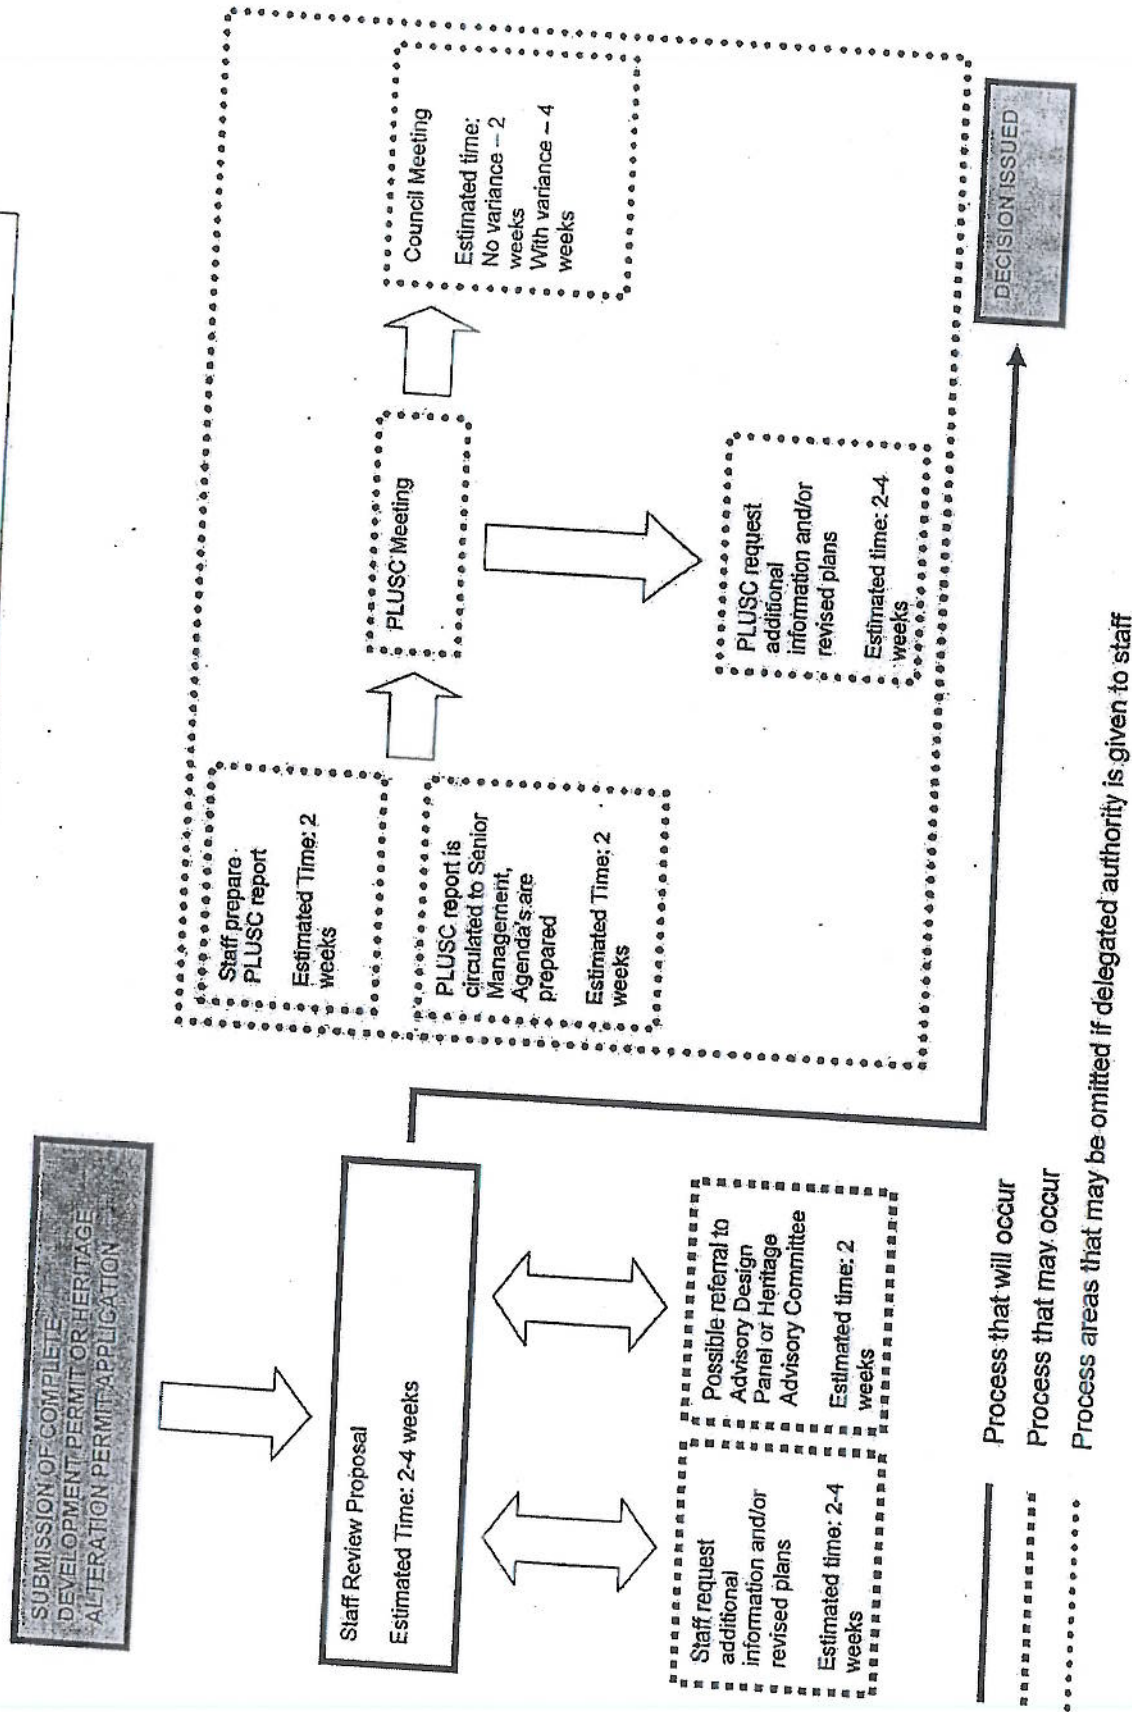 SUBMISSION OF COMPLETE
DEVELOPMENT PERMIT OR HERITAGE
ALTERATION PERMIT APPLICATION
Staff Review Proposal
Estimated Time: 2-4 weeks
Staff request
additional
information and/or
revised plans
Estimated time: 2-4
weeks
Possible referral to
Advisory Design
Panel or Heritage
Advisory Committee
Estimated time: 2
weeks
Staff prepare
PLUSC report
Estimated Time: 2
weeks
PLUSC report is
circulated to Senior
Management,
Agenda's are
prepared
Estimated Time: 2
weeks
PLUSC Meeting
PLUSC request
additional
information and/or
revised plans
Estimated time: 2-4
weeks
Council Meeting
Estimated time:
No variance – 2
weeks
With variance – 4
weeks
DECISION ISSUED
Process that will occur
Process that may occur
Process areas that may be omitted if delegated authority is given to staff